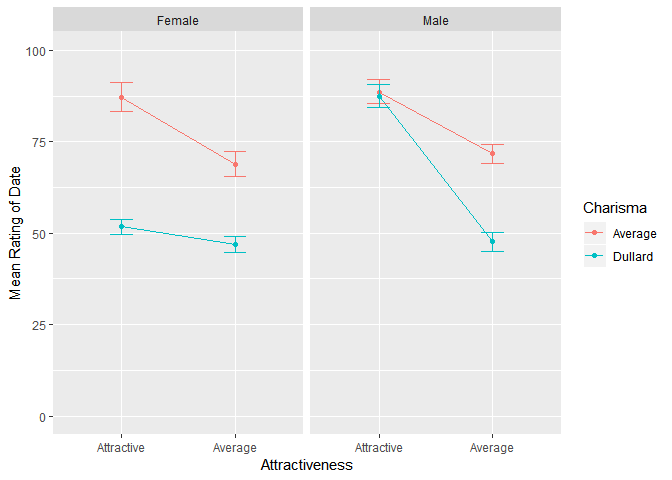 Female
Male
100
75
50
25
0
Mean Rating of Date
Attractive
Average
Attractive
Average
Attractiveness
Charisma
Average
Dullard